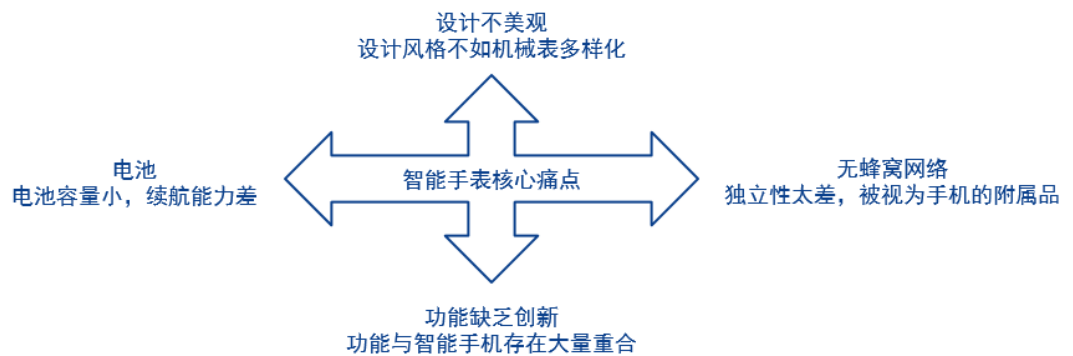 设计不美观
设计风格不如机械表多样化
电池
电池容量小，续航能力差
智能手表核心痛点
无蜂窝网络
独立性太差，被视为手机的附属品
功能缺乏创新
功能与智能手机存在大量重合